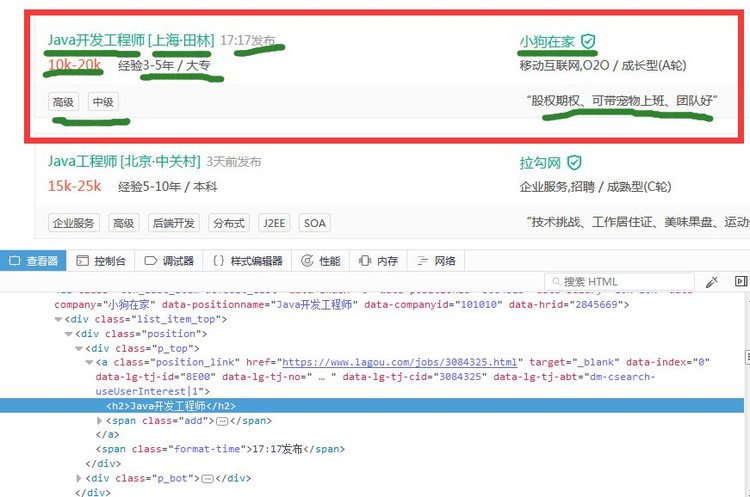 Java开发工程师 [上海·田林] 17:17发布 小狗在家
10k-20k 经验3-5年 / 大专 移动互联网,O2O / 成长型(A轮)
高级 中级 “股权期权、可带宠物上班、团队好”
Java工程师 [北京·中关村] 3天前发布 拉勾网
15k-25k 经验5-10年 / 本科 企业服务,招聘 / 成熟型(C轮)
企业服务 高级 后端开发 分布式 J2EE SOA “技术挑战、工作居住证、美味果盘、运动
查看器 控制台 调试器 {} 样式编辑器 性能 内存 网络
搜索 HTML
company="小狗在家" data-positionname="Java开发工程师" data-companyid="101010" data-hrid="2845669">
<div class="list_item_top">
<div class="position">
<div class="p_top">
<a class="position_link" href="https://www.lagou.com/jobs/3084325.html" target="_blank" data-index="0"
data-lg-tj-id="8E00" data-lg-tj-no=" … " data-lg-tj-cid="3084325" data-lg-tj-abt="dm-csearch-
useUserInterest|1">
<h2>Java开发工程师</h2>
<span class="add"></span>
</a>
<span class="format-time">17:17发布</span>
</div>
<div class="p_bot"></div>
</div>